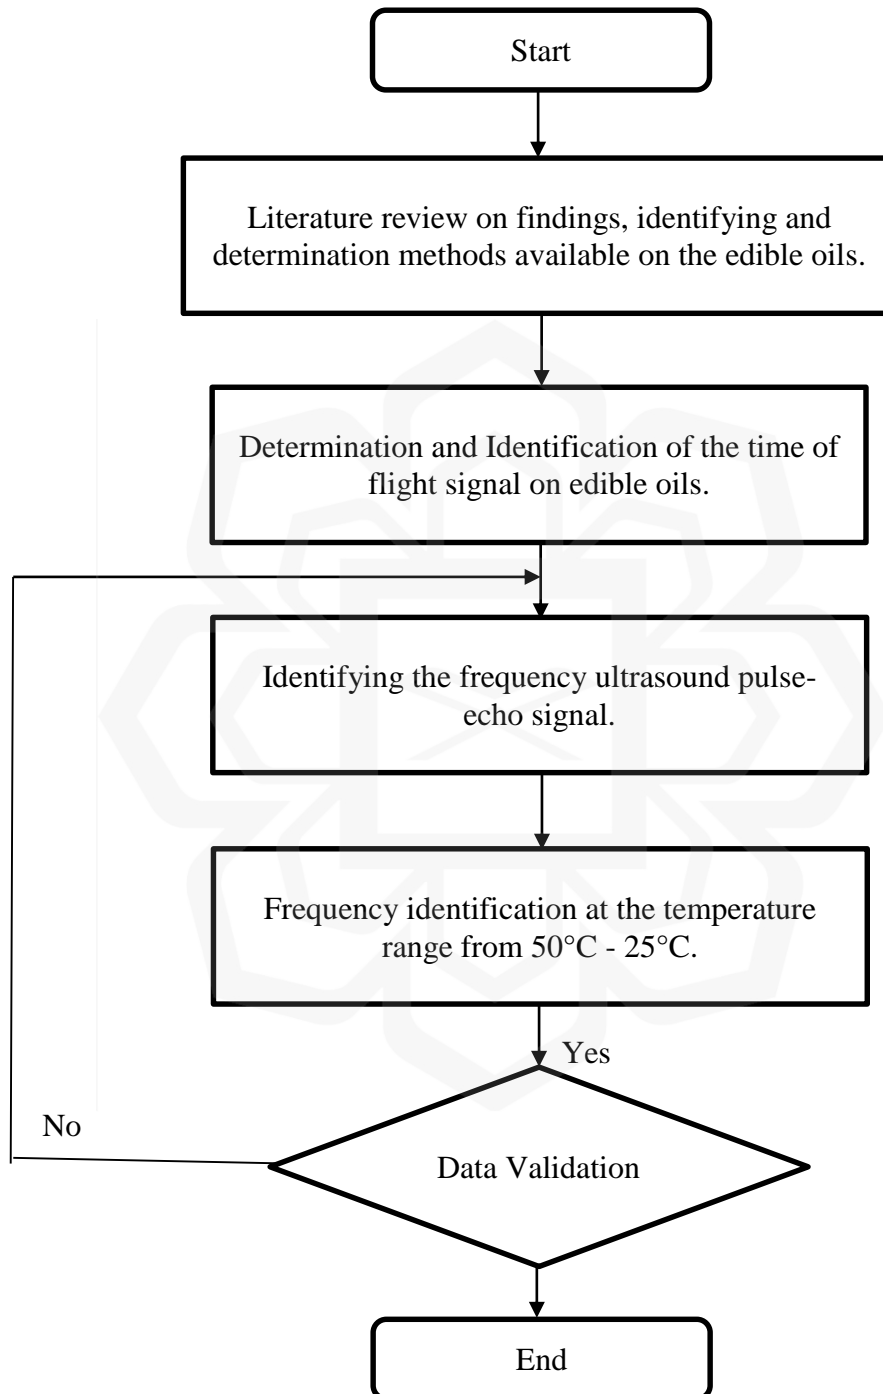 Start
Literature review on findings, identifying and
determination methods available on the edible oils.
Determination and Identification of the time of
flight signal on edible oils.
Identifying the frequency ultrasound pulse-
echo signal.
Frequency identification at the temperature
range from 50°C - 25°C.
Yes
No
Data Validation
End